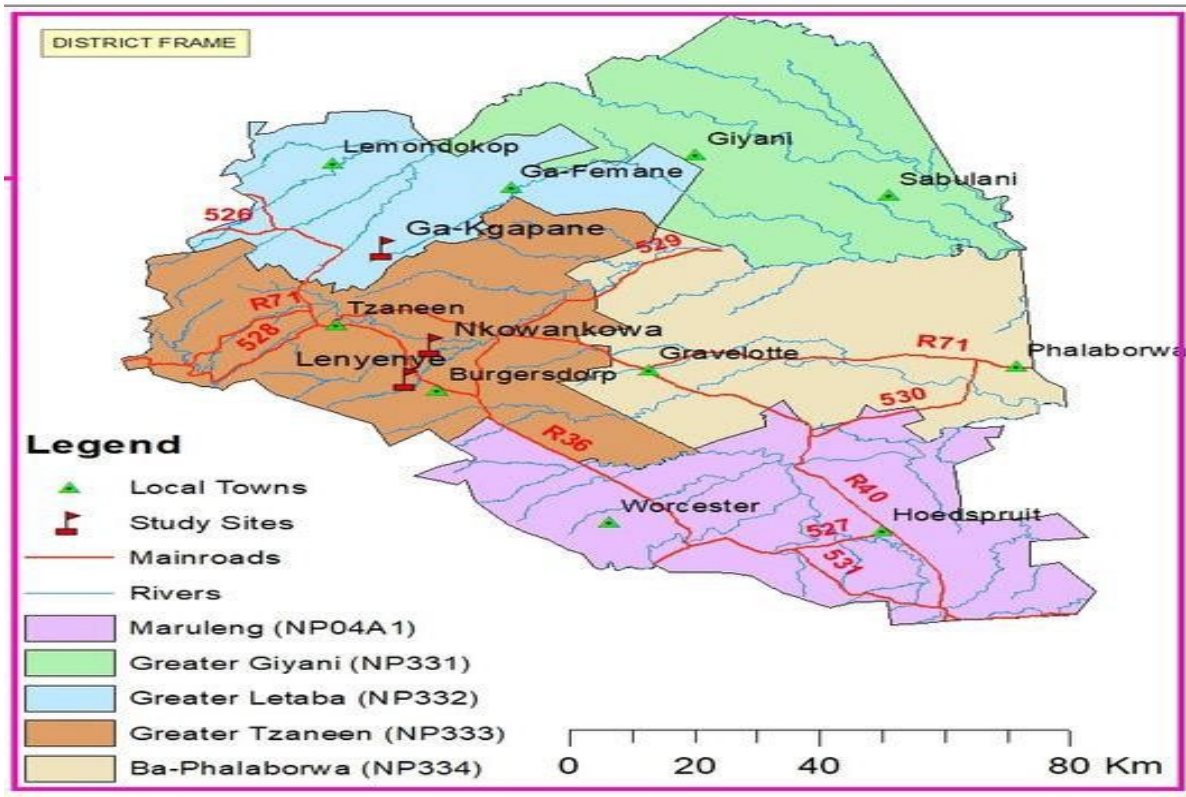 DISTRICT FRAME
Lemondokop
Giyani
Ga-Femane
Sabulani
526
Ga-Kgapane
529
R71
Tzaneen
528
Nkowankowa
Lenyenye
Gravelotte
R71
Phalaborwa
Burgersdorp
530
R36
R40
Worcester
Hoedspruit
527
531
Legend
Local Towns
Study Sites
Mainroads
Rivers
Maruleng (NP04A1)
Greater Giyani (NP331)
Greater Letaba (NP332)
Greater Tzaneen (NP333)
Ba-Phalaborwa (NP334)
0 20 40 80 Km